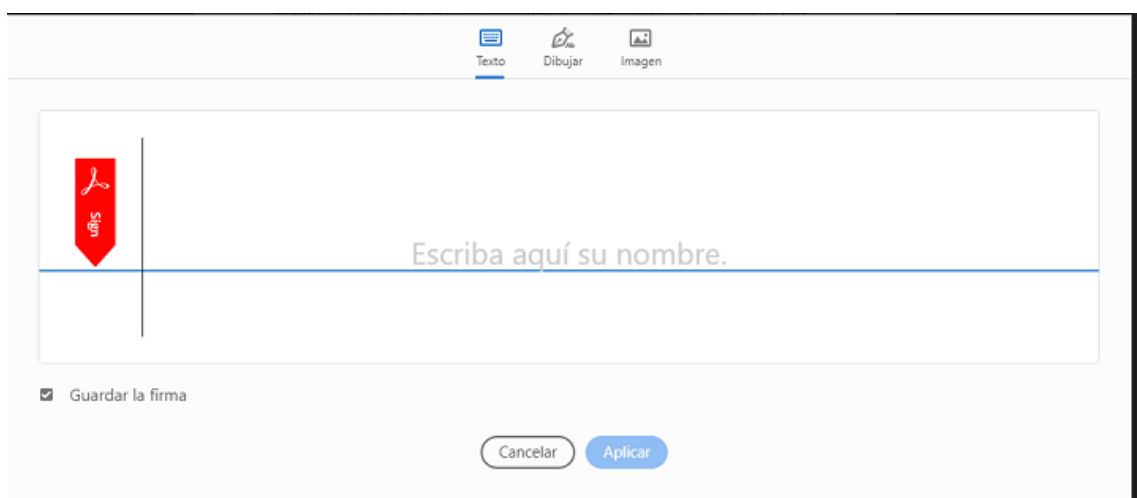 Texto Dibujar Imagen
Sign
Escriba aquí su nombre.
Guardar la firma
Cancelar Aplicar